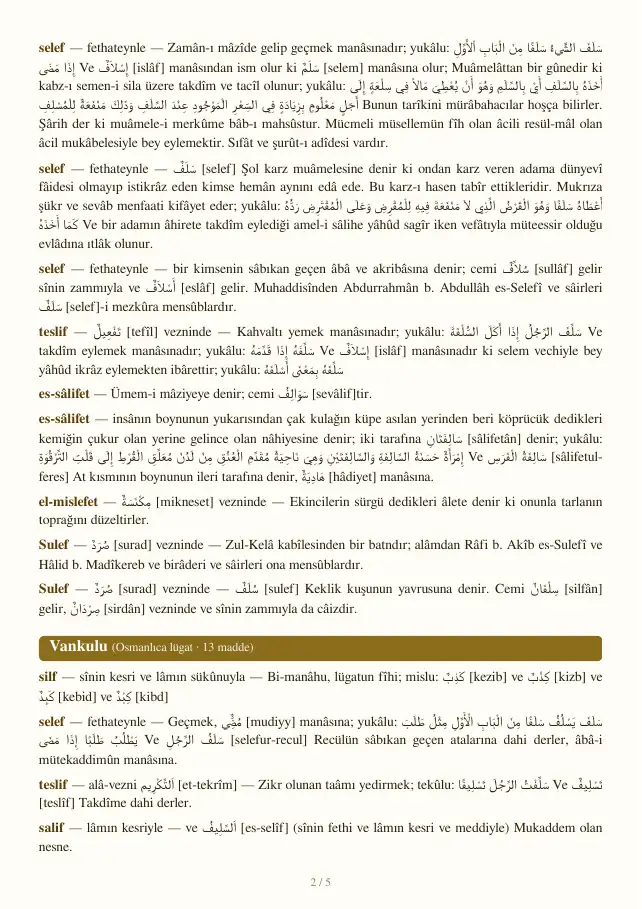 selef — fethateynle — Zamân-ı mâzîde gelip geçmek manâsınadır; yukâlu: سَلَفَ الشَّيْءُ سَلَفًا مِنَ الْبَابِ اْلأَوَّلِ
إِذَا مَضَى Ve إِسْلاَفٌ [islâf] manâsından ism olur ki سَلَمٌ [selem] manâsına olur; Muâmelâttan bir gûnedir ki
kabz-ı semen-i sila üzere takdîm ve tacîl olunur; yukâlu: أَخَذَهُ بِالسَّلَفِ أَيْ بِالسَّلَمِ وَهُوَ أَنْ يُعْطِيَ مَالاً فِي سِلْعَةٍ إِلَى
أَجَلٍ مَعْلُومٍ بِزِيَادَةٍ فِي السِّعْرِ الْمَوْجُودِ عِنْدَ السَّلَفِ وَذَلِكَ مَنْفَعَةٌ لِلْمُسْلِفِ Bunun tarîkini mürâbahacılar hoşça bilirler.
Şârih der ki muâmele-i merkûme bâb-ı mahsûstur. Mücmeli müsellemün fîh olan âcili resül-mâl olan
âcil mukâbelesiyle bey eylemektir. Sıfât ve şurût-ı adîdesi vardır.
selef — fethateynle — سَلَفٌ [selef] Şol karz muâmelesine denir ki ondan karz veren adama dünyevî
fâidesi olmayıp istikrâz eden kimse hemân aynını edâ ede. Bu karz-ı hasen tabîr ettikleridir. Mukrıza
şükr ve sevâb menfaati kifâyet eder; yukâlu: أَعْطَاهُ سَلَفًا وَهُوَ الْقَرْضُ الَّذِي لاَ مَنْفَعَةَ فِيهِ لِلْمُقْرِضِ وَعَلَى الْمُقْتَرِضِ رَدُّهُ
كَمَا أَخَذَهُ Ve bir adamın âhirete takdîm eylediği amel-i sâlihe yâhûd sagîr iken vefâtıyla müteessir olduğu
evlâdına ıtlâk olunur.
selef — fethateynle — bir kimsenin sâbıkan geçen âbâ ve akribâsına denir; cemi سُلاَّفٌ [sullâf] gelir
sînin zammıyla ve أَسْلاَفٌ [eslâf] gelir. Muhaddisînden Abdurrahmân b. Abdullâh es-Selefî ve sâirleri
سَلَفٌ [selef]-i mezkûra mensûblardır.
teslif — تَفْعِيلٌ [tefîl] vezninde — Kahvaltı yemek manâsınadır; yukâlu: سَلَّفَ الرَّجُلُ إِذَا أَكَلَ السُّلْفَةَ Ve
takdîm eylemek manâsınadır; yukâlu: سَلَّفَهُ إِذَا قَدَّمَهُ Ve إِسْلاَفٌ [islâf] manâsınadır ki selem vechiyle bey
yâhûd ikrâz eylemekten ibârettir; yukâlu: سَلَّفَهُ بِمَعْنَى أَسْلَفَهُ
es-sâlifet — Ümem-i mâziyeye denir; cemi سَوَالِفُ [sevâlif]tir.
es-sâlifet — insânın boynunun yukarısından çak kulağın küpe asılan yerinden beri köprücük dedikleri
kemiğin çukur olan yerine gelince olan nâhiyesine denir; iki tarafına سَالِفَتَانِ [sâlifetân] denir; yukâlu:
إِمْرَأَةٌ حَسَنَةُ السَّالِفَةِ وَالسَّالِفَتَيْنِ وَهِيَ نَاحِيَةُ مُقَدَّمِ الْعُنُقِ مِنْ لَدُنْ مُعَلَّقِ الْقُرْطِ إِلَى قَلْتِ التَّرْقُوَةِ Ve سَالِفَةُ الْفَرَسِ [sâlifetul-
feres] At kısmının boynunun ileri tarafına denir, هَادِيَةٌ [hâdiyet] manâsına.
el-mislefet — مِكْنَسَةٌ [mikneset] vezninde — Ekincilerin sürgü dedikleri âlete denir ki onunla tarlanın
toprağını düzeltirler.
Sulef — صُرَدٌ [surad] vezninde — Zul-Kelâ kabîlesinden bir batndır; alâmdan Râfi b. Akîb es-Sulefî ve
Hâlid b. Madîkereb ve birâderi ve sâirleri ona mensûblardır.
Sulef — صُرَدٌ [surad] vezninde — سُلَفٌ [sulef] Keklik kuşunun yavrusuna denir. Cemi سِلْفَانٌ [silfân]
gelir, صِرْدَانٌ [sirdân] vezninde ve sînin zammıyla da câizdir.
Vankulu (Osmanlıca lügat · 13 madde)
silf — sînin kesri ve lâmın sükûnuyla — Bi-manâhu, lügatun fîhi; mislu: كَذِبٌ [kezib] ve كِذْبٌ [kizb] ve
كَبِدٌ [kebid] ve كِبْدٌ [kibd]
selef — fethateynle — Geçmek, مُضِيٌّ [mudiyy] manâsına; yukâlu: سَلَفَ يَسْلُفُ سَلَفًا مِنَ الْبَابِ الْأَوَّلِ مِثْلُ طَلَبَ
يَطْلُبُ طَلَبًا إِذَا مَضَى Ve سَلَفُ الرَّجُلِ [selefur-recul] Recülün sâbıkan geçen atalarına dahi derler, âbâ-i
mütekaddimûn manâsına.
teslif — alâ-vezni اَلتَّكْرِيم [et-tekrîm] — Zikr olunan taâmı yedirmek; tekûlu: سَلَّفْتُ الرَّجُلَ تَسْلِيفًا Ve تَسْلِيفٌ
[teslîf] Takdîme dahi derler.
salif — lâmın kesriyle — ve اَلسَّلِيفُ [es-selîf] (sînin fethi ve lâmın kesri ve meddiyle) Mukaddem olan
nesne.
2 / 5